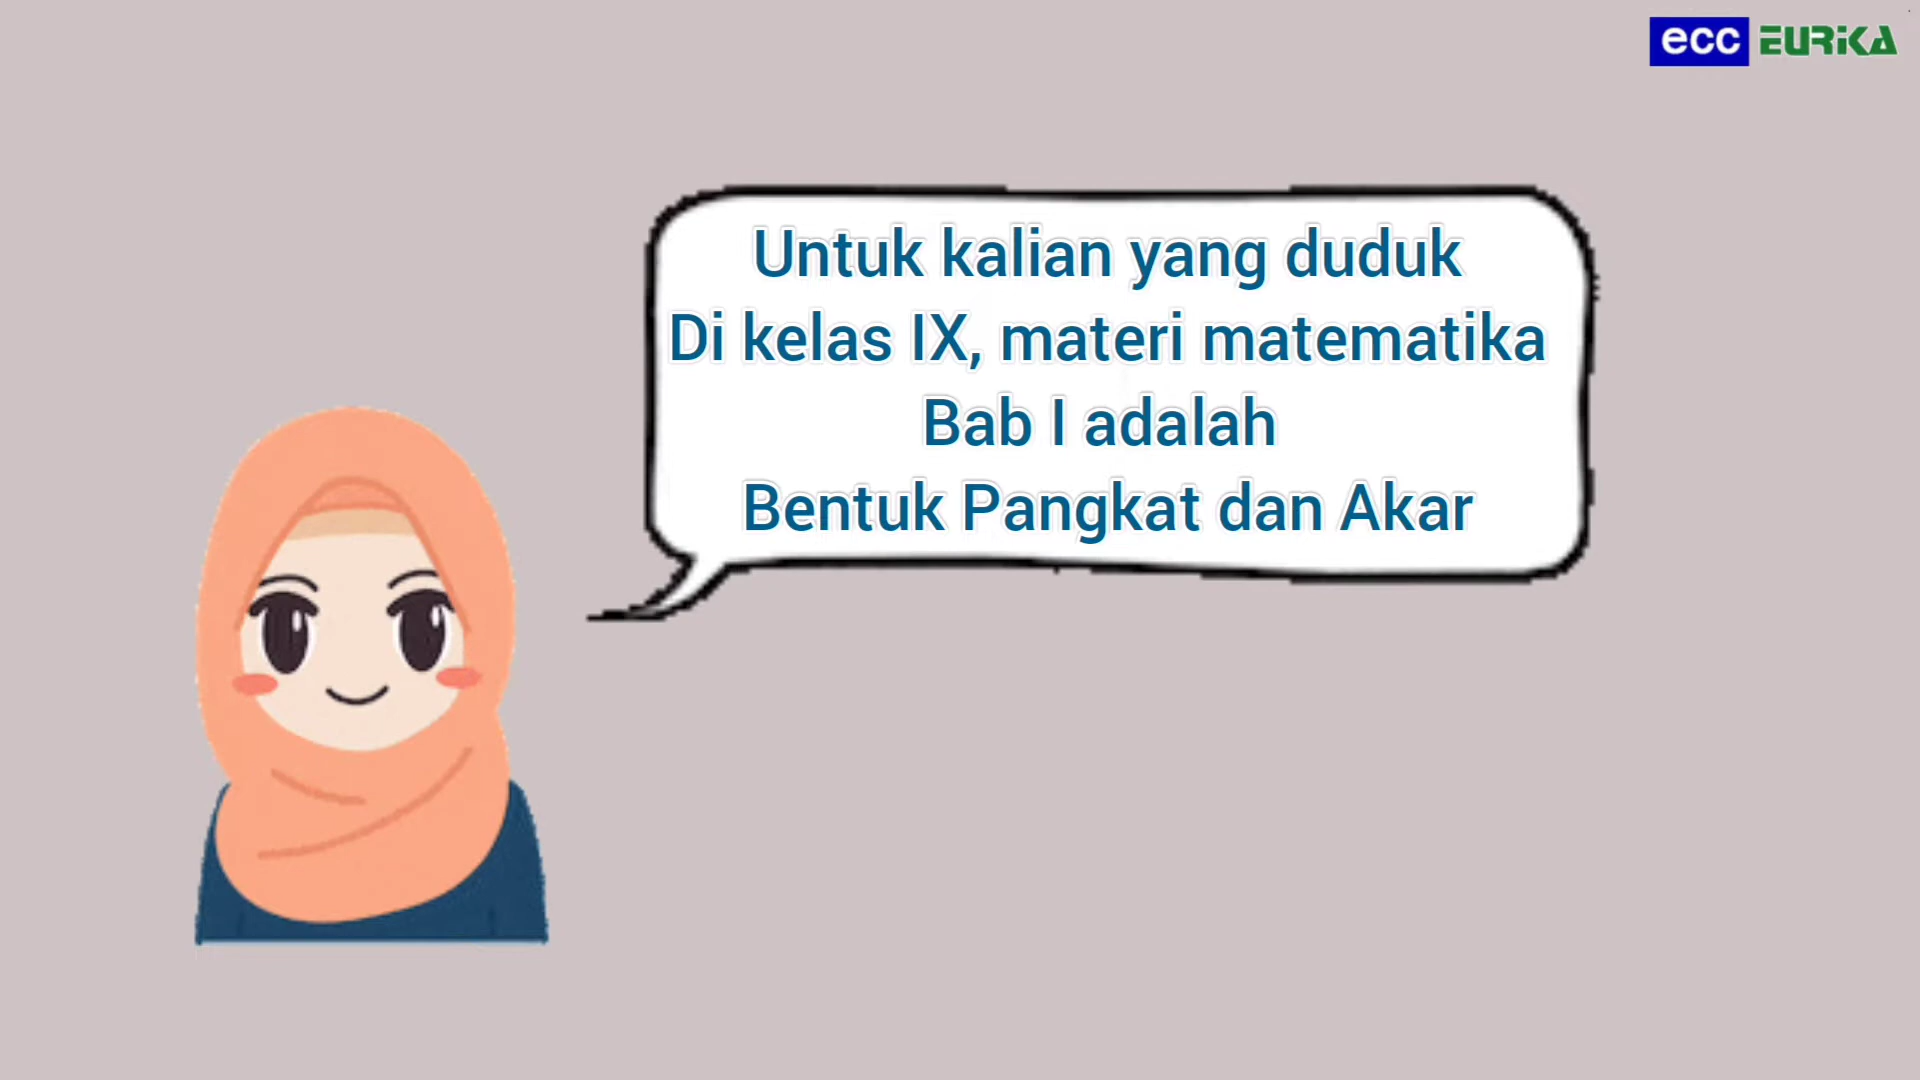 ecc EURiKA
Untuk kalian yang duduk
Di kelas IX, materi matematika
Bab I adalah
Bentuk Pangkat dan Akar